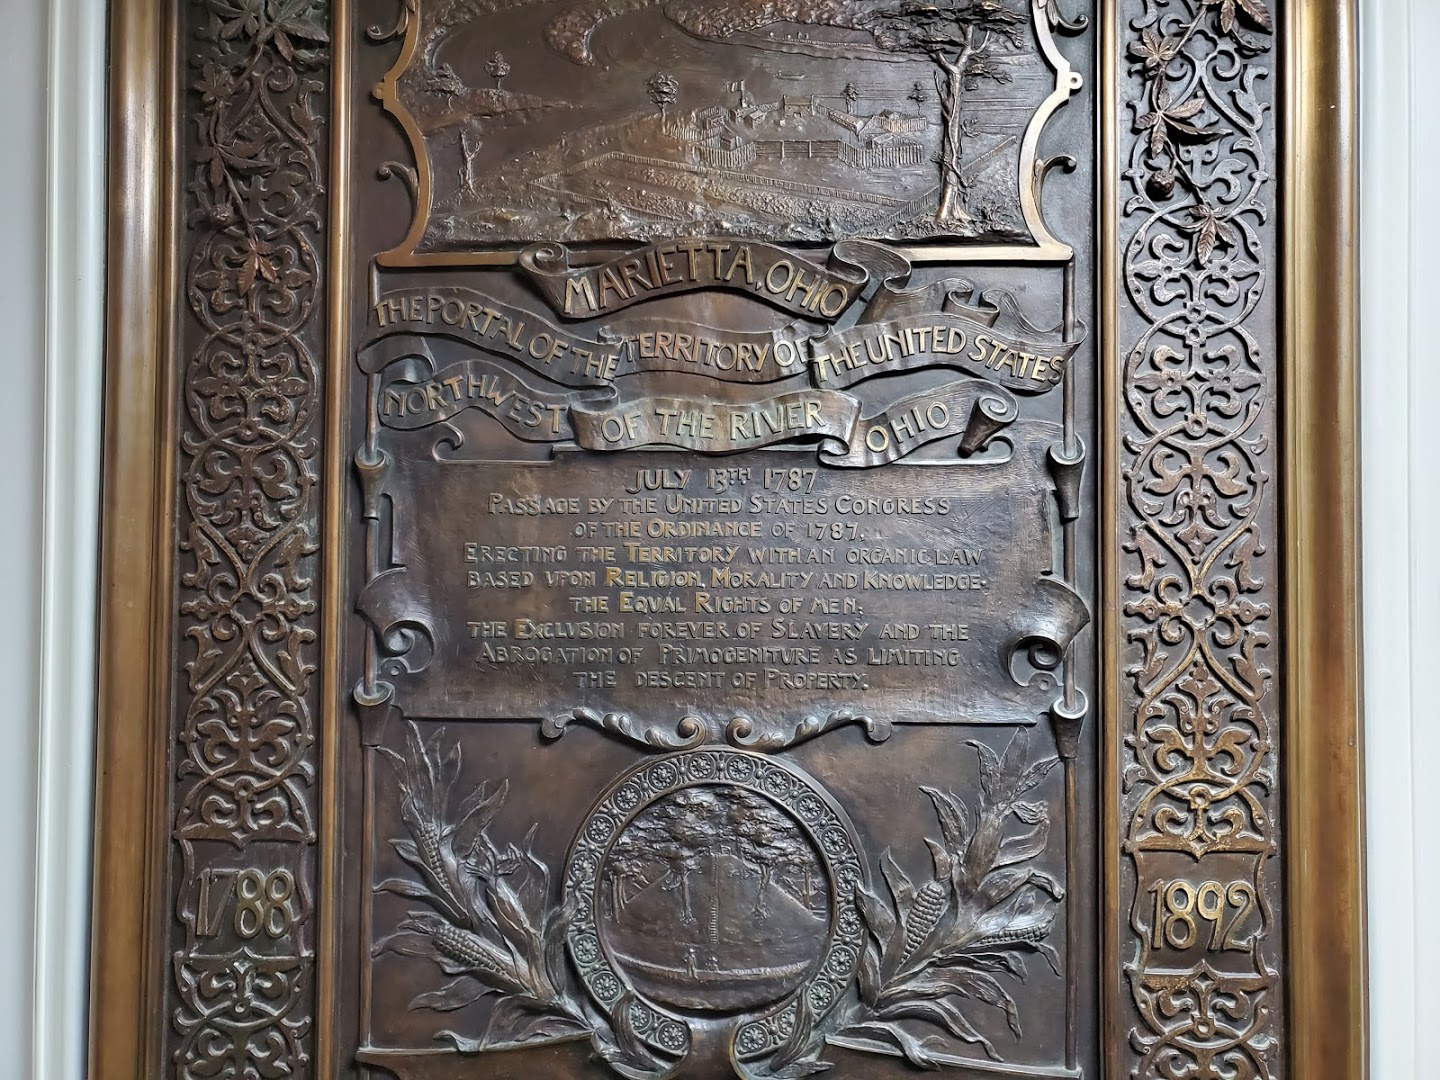 MARIETTA, OHIO
THE PORTAL OF THE TERRITORY OF THE UNITED STATES
NORTHWEST OF THE RIVER OHIO
JULY 13TH 1787
PASSAGE BY THE UNITED STATES CONGRESS
OF THE ORDINANCE OF 1787,
ERECTING THE TERRITORY WITH AN ORGANIC LAW
BASED UPON RELIGION, MORALITY AND KNOWLEDGE;
THE EQUAL RIGHTS OF MEN;
THE EXCLUSION FOREVER OF SLAVERY AND THE
ABROGATION OF PRIMOGENITURE AS LIMITING
THE DESCENT OF PROPERTY.
1788
1892